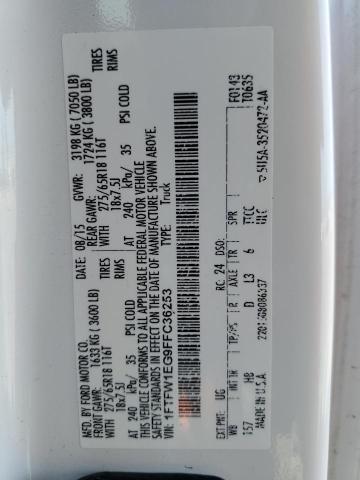 MFD. BY FORD MOTOR CO.
DATE: 08/15 GVWR: 3198 KG ( 7050 LB)
FRONT GAWR: 1633 KG (3600 LB) REAR GAWR: 1724 KG ( 3800 LB)
275/65R18 116T WITH 275/65R18 116T TIRES
18x7.5J 18x7.5J RIMS
AT 240 kPa/ 35 PSI COLD AT 240 kPa/ 35 PSI COLD
THIS VEHICLE CONFORMS TO ALL APPLICABLE FEDERAL MOTOR VEHICLE
SAFETY STANDARDS IN EFFECT ON THE DATE OF MANUFACTURE SHOWN ABOVE.
VIN: 1FTFW1EG9FFC36253 TYPE: Truck
F0143
T0635
EXT PNT: UG RC: 24 DSO:
WB TP/PS R AXLE TR SPR
157 HB D L3 6
MADE IN U.S.A.